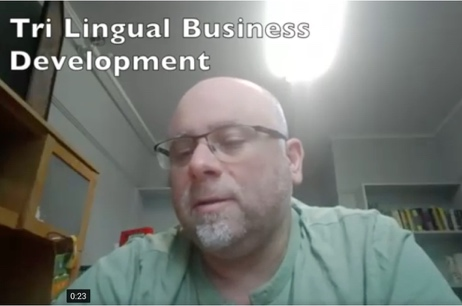 Tri Lingual Business
Development
0:23